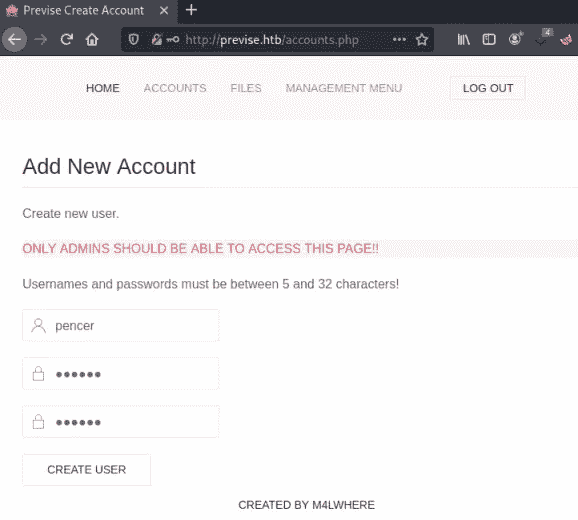 Previse Create Account
http://previse.htb/accounts.php
4
HOME ACCOUNTS FILES MANAGEMENT MENU LOG OUT
Add New Account
Create new user.
ONLY ADMINS SHOULD BE ABLE TO ACCESS THIS PAGE!!
Usernames and passwords must be between 5 and 32 characters!
pencer
••••••
••••••
CREATE USER
CREATED BY M4LWHERE